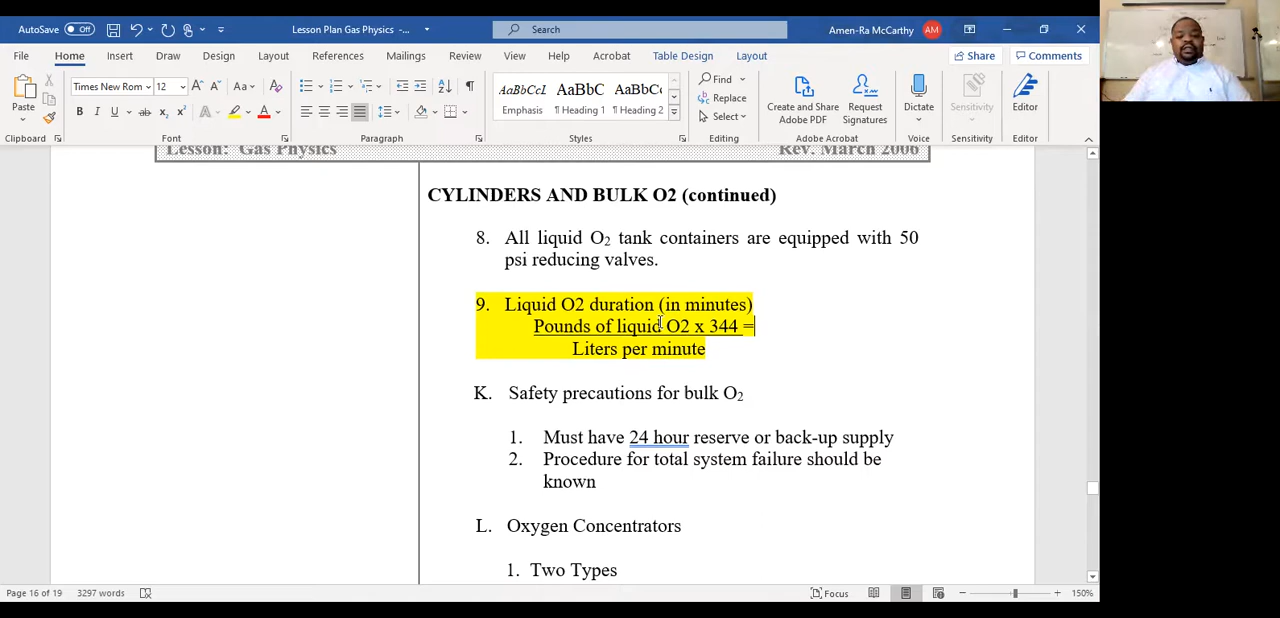 AutoSave Off Lesson Plan Gas Physics -... Search Amen-Ra McCarthy AM
File Home Insert Draw Design Layout References Mailings Review View Help Acrobat Table Design Layout Share Comments
Paste Times New Rom 12 Aa AaBbCcI AaBbC AaBbCc Find Create and Share Request Dictate Sensitivity Editor
Emphasis ¶ Heading 1 ¶ Heading 2 Replace Adobe PDF Signatures
Select
Clipboard Font Paragraph Styles Editing Adobe Acrobat Voice Sensitivity Editor
Lesson: Gas Physics Rev. March 2006
CYLINDERS AND BULK O2 (continued)
8. All liquid O₂ tank containers are equipped with 50
psi reducing valves.
9. Liquid O2 duration (in minutes)
Pounds of liquid O2 x 344 =
Liters per minute
K. Safety precautions for bulk O₂
1. Must have 24 hour reserve or back-up supply
2. Procedure for total system failure should be
known
L. Oxygen Concentrators
1. Two Types
Page 16 of 19 3297 words Focus 150%